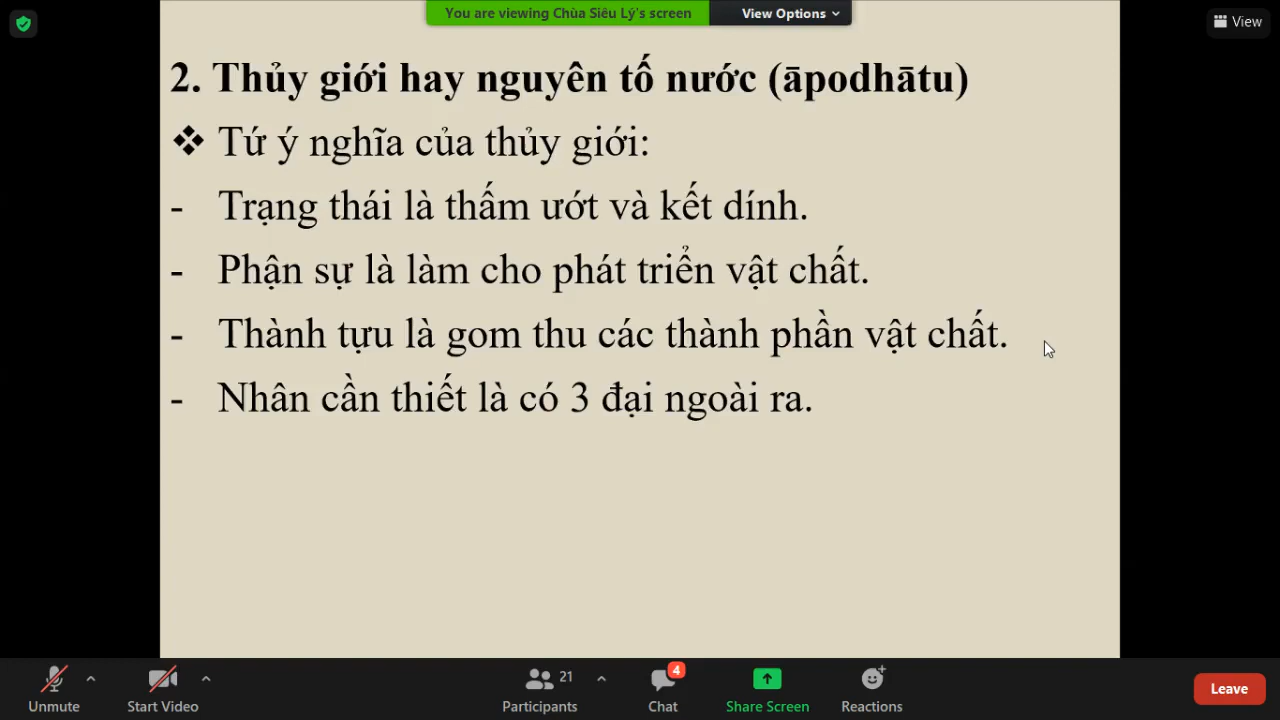 You are viewing Chùa Siêu Lý's screen
View Options
View
2. Thủy giới hay nguyên tố nước (āpodhātu)
❖ Tứ ý nghĩa của thủy giới:
- Trạng thái là thấm ướt và kết dính.
- Phận sự là làm cho phát triển vật chất.
- Thành tựu là gom thu các thành phần vật chất.
- Nhân cần thiết là có 3 đại ngoài ra.
21
4
Unmute
Start Video
Participants
Chat
Share Screen
Reactions
Leave